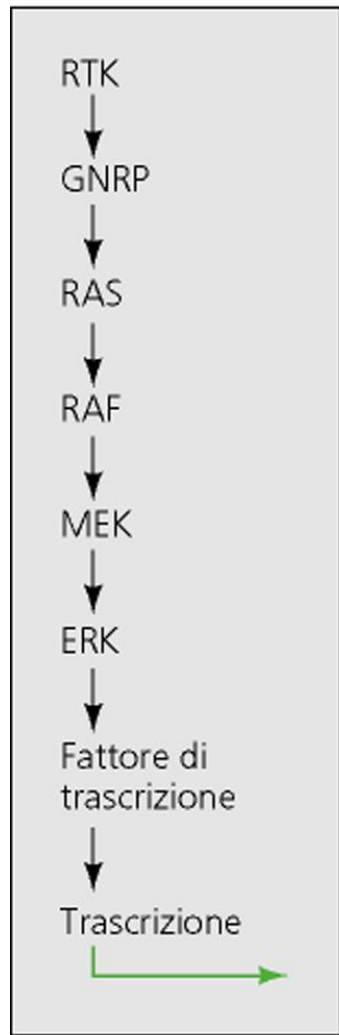 RTK
GNRP
RAS
RAF
MEK
ERK
Fattore di
trascrizione
Trascrizione